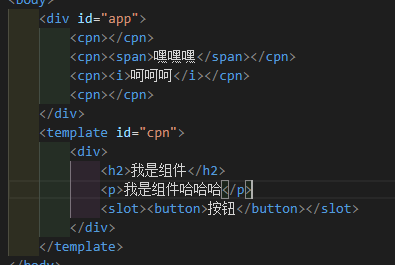 <body>
<div id="app">
<cpn></cpn>
<cpn><span>嘿嘿嘿</span></cpn>
<cpn><i>呵呵呵</i></cpn>
<cpn></cpn>
</div>
<template id="cpn">
<div>
<h2>我是组件</h2>
<p>我是组件哈哈哈</p>
<slot><button>按钮</button></slot>
</div>
</template>
</body>